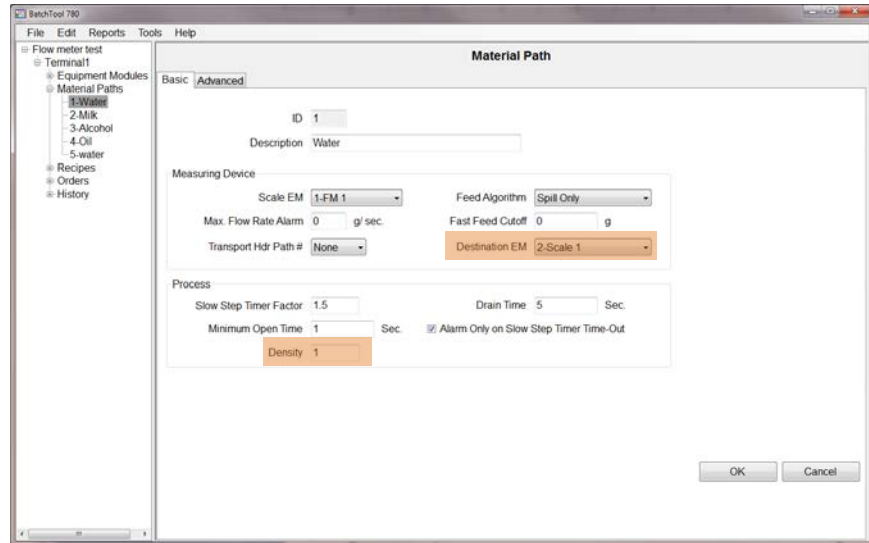 BatchTool 780
File Edit Reports Tools Help
Flow meter test
Terminal1
Equipment Modules
Material Paths
1-Water
2-Milk
3-Alcohol
4-Oil
5-water
Recipes
Orders
History
Material Path
Basic Advanced
ID 1
Description Water
Measuring Device
Scale EM 1-FM 1 Feed Algorithm Spill Only
Max. Flow Rate Alarm 0 g/ sec. Fast Feed Cutoff 0 g
Transport Hdr Path # None Destination EM 2-Scale 1
Process
Slow Step Timer Factor 1.5 Drain Time 5 Sec.
Minimum Open Time 1 Sec. Alarm Only on Slow Step Timer Time-Out
Density 1
OK Cancel